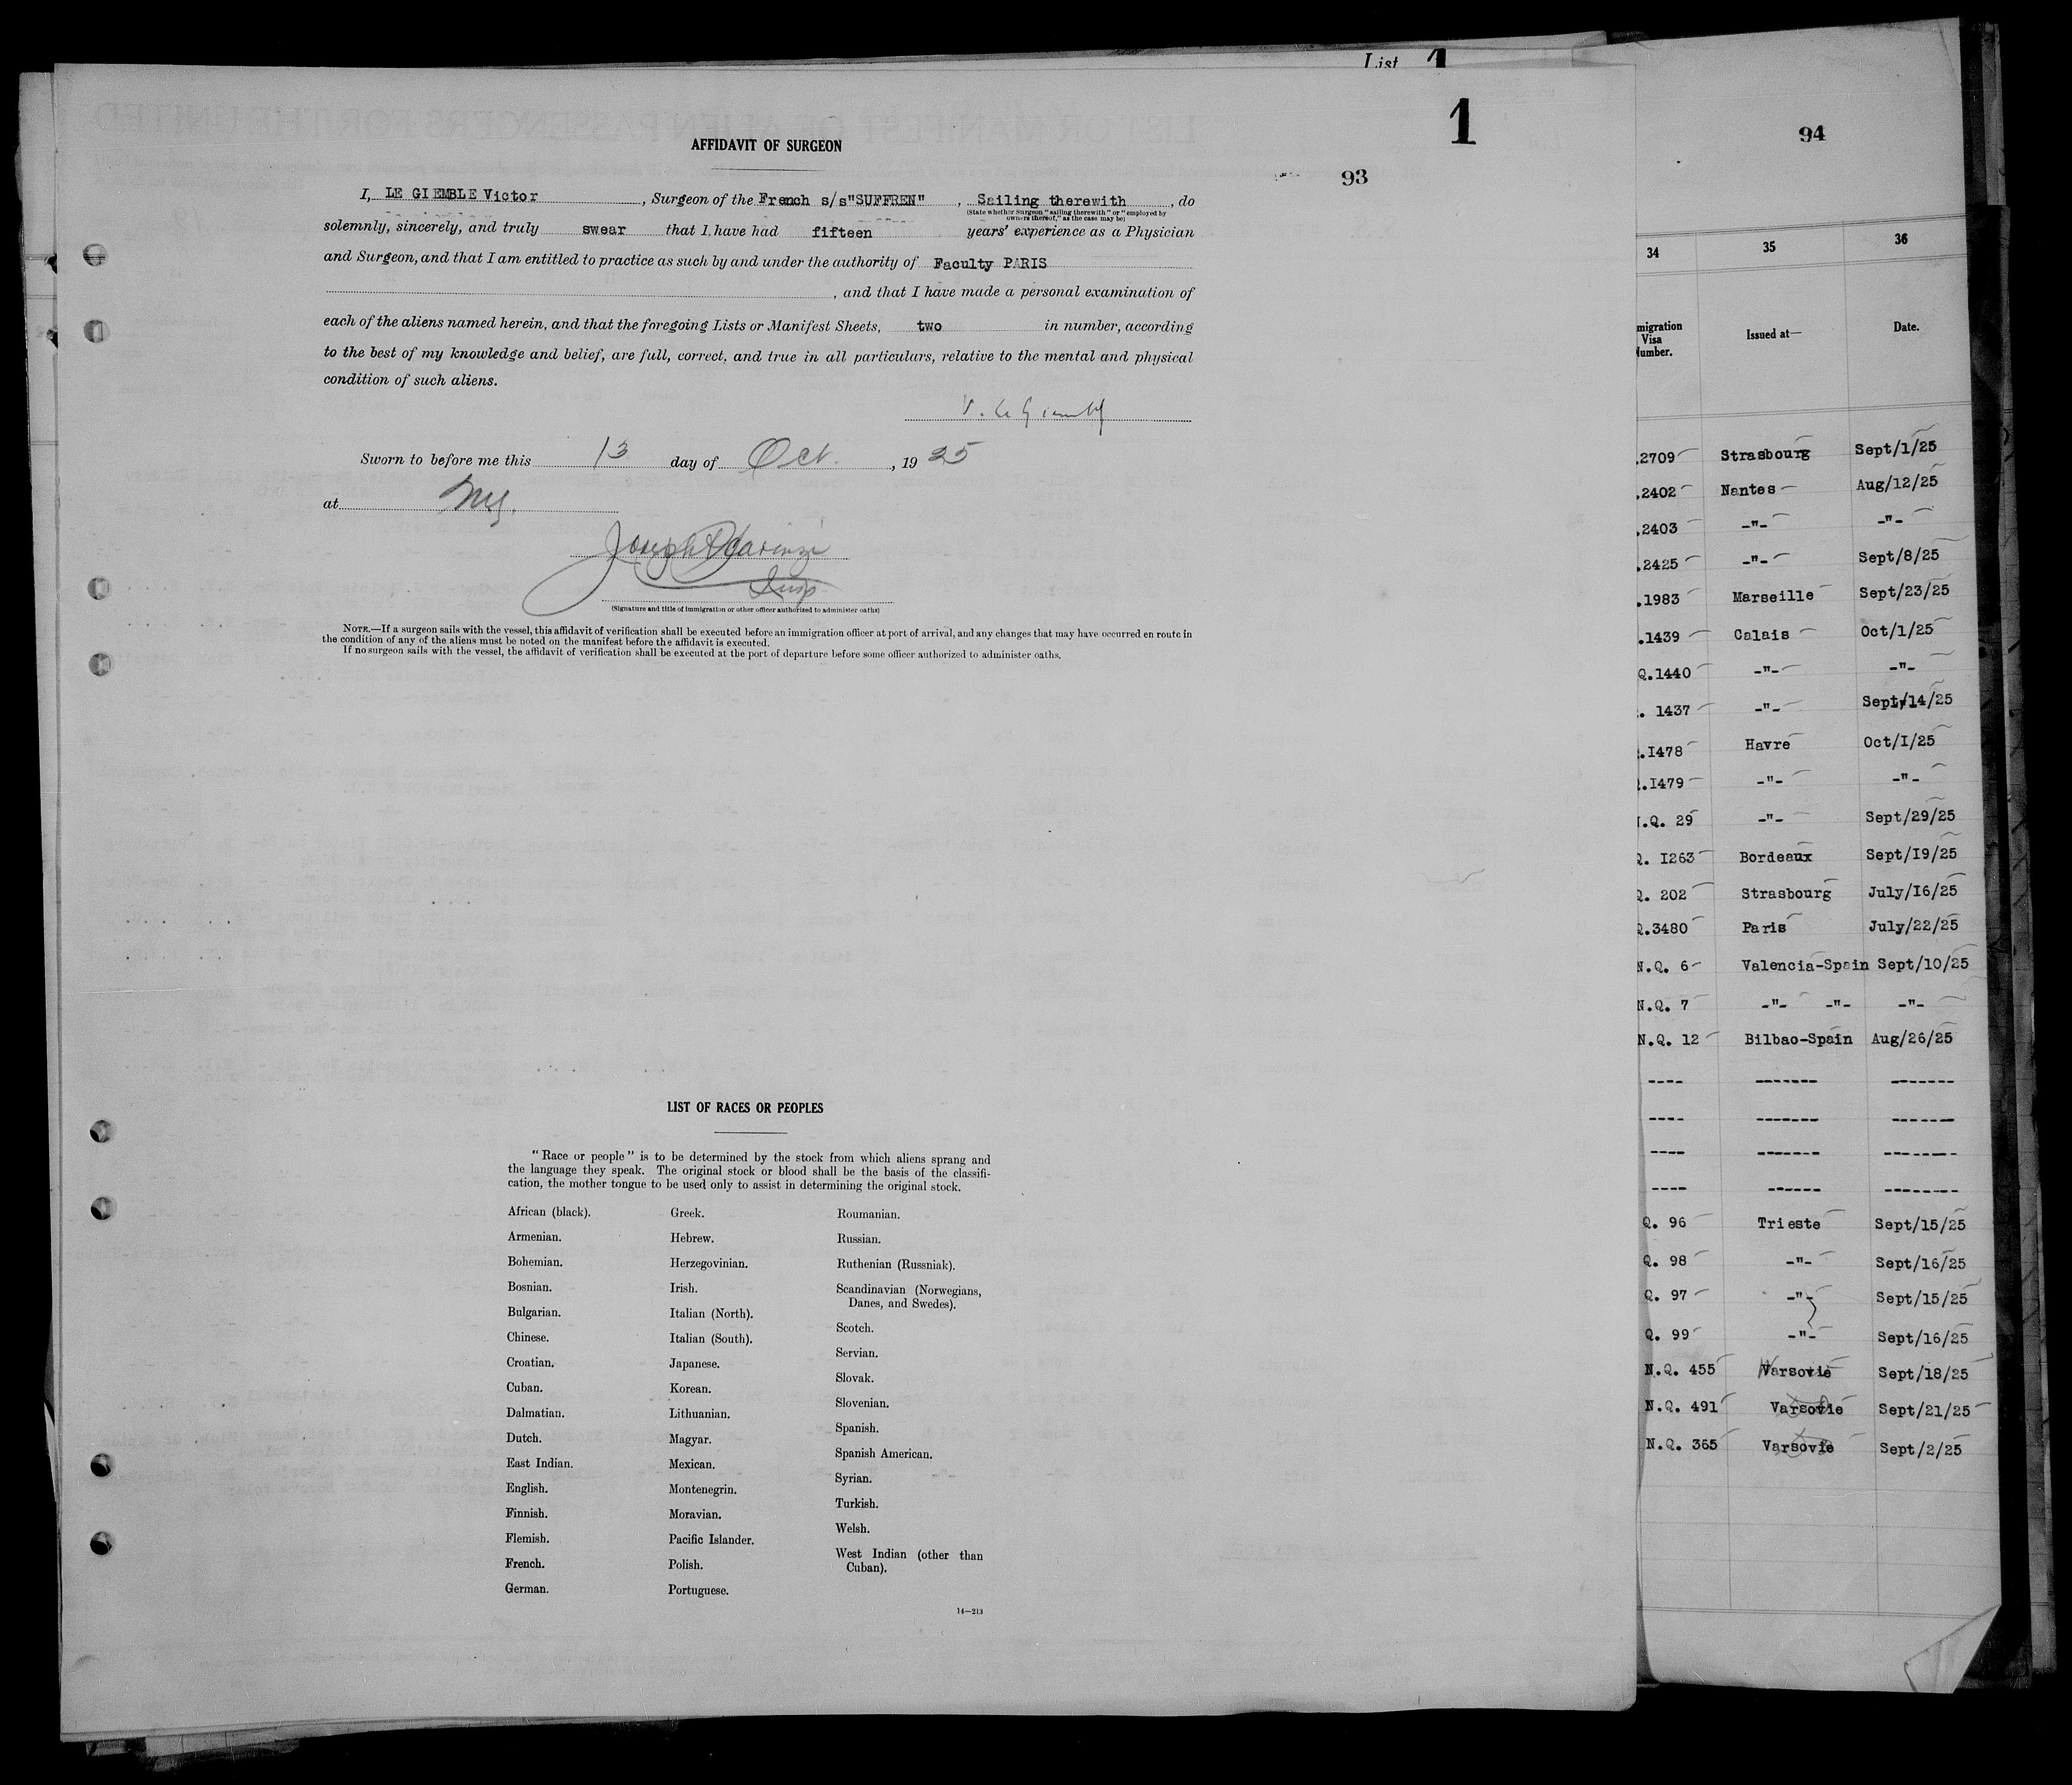 List 1
1
93
AFFIDAVIT OF SURGEON
I, LE GIEMBLE Victor, Surgeon of the French s/s"SUFFREN", Sailing therewith, do
(State whether Surgeon "sailing therewith" or "employed by
owners thereof," as the case may be)
solemnly, sincerely, and truly swear that I have had fifteen years' experience as a Physician
and Surgeon, and that I am entitled to practice as such by and under the authority of Faculty PARIS
, and that I have made a personal examination of
each of the aliens named herein, and that the foregoing Lists or Manifest Sheets, two in number, according
to the best of my knowledge and belief, are full, correct, and true in all particulars, relative to the mental and physical
condition of such aliens.
Sworn to before me this 13 day of Oct., 1925
at NY.
Joseph
Insp
(Signature and title of immigration or other officer authorized to administer oaths)
NOTE.—If a surgeon sails with the vessel, this affidavit of verification shall be executed before an immigration officer at port of arrival, and any changes that may have occurred en route in
the condition of any of the aliens must be noted on the manifest before the affidavit is executed.
If no surgeon sails with the vessel, the affidavit of verification shall be executed at the port of departure before some officer authorized to administer oaths.
LIST OF RACES OR PEOPLES
"Race or people" is to be determined by the stock from which aliens sprang and
the language they speak. The original stock or blood shall be the basis of the classifi-
cation, the mother tongue to be used only to assist in determining the original stock.
African (black).
Armenian.
Bohemian.
Bosnian.
Bulgarian.
Chinese.
Croatian.
Cuban.
Dalmatian.
Dutch.
East Indian.
English.
Finnish.
Flemish.
French.
German.
Greek.
Hebrew.
Herzegovinian.
Irish.
Italian (North).
Italian (South).
Japanese.
Korean.
Lithuanian.
Magyar.
Mexican.
Montenegrin.
Moravian.
Pacific Islander.
Polish.
Portuguese.
Roumanian.
Russian.
Ruthenian (Russniak).
Scandinavian (Norwegians,
Danes, and Swedes).
Scotch.
Servian.
Slovak.
Slovenian.
Spanish.
Spanish American.
Syrian.
Turkish.
Welsh.
West Indian (other than
Cuban).
14—213
94
34 35 36
migration
Visa
Number.
Issued at—
Date.
.2709 Strasbourg Sept/1/25
.2402 Nantes Aug/12/25
.2403 -"- -"-
.2425 -"- Sept/8/25
.1983 Marseille Sept/23/25
.1439 Calais Oct/1/25
Q.1440 -"- -"-
. 1437 -"- Sept/14/25
.1478 Havre Oct/1/25
.1479 -"- -"-
N.Q. 29 -"- Sept/29/25
Q. 1263 Bordeaux Sept/19/25
Q. 202 Strasbourg July/16/25
Q.3480 Paris July/22/25
N.Q. 6 Valencia-Spain Sept/10/25
N.Q. 7 -"- -"- -"-
N.Q. 12 Bilbao-Spain Aug/26/25
---- ------- -------
---- ------- -------
---- ------- --------
---- ------ --------
Q. 96 Trieste Sept/15/25
Q. 98 -"- Sept/16/25
Q. 97 -"- Sept/15/25
Q. 99 -"- Sept/16/25
N.Q. 455 Varsovie Sept/18/25
N.Q. 491 Varsovie Sept/21/25
N.Q. 365 Varsovie Sept/2/25